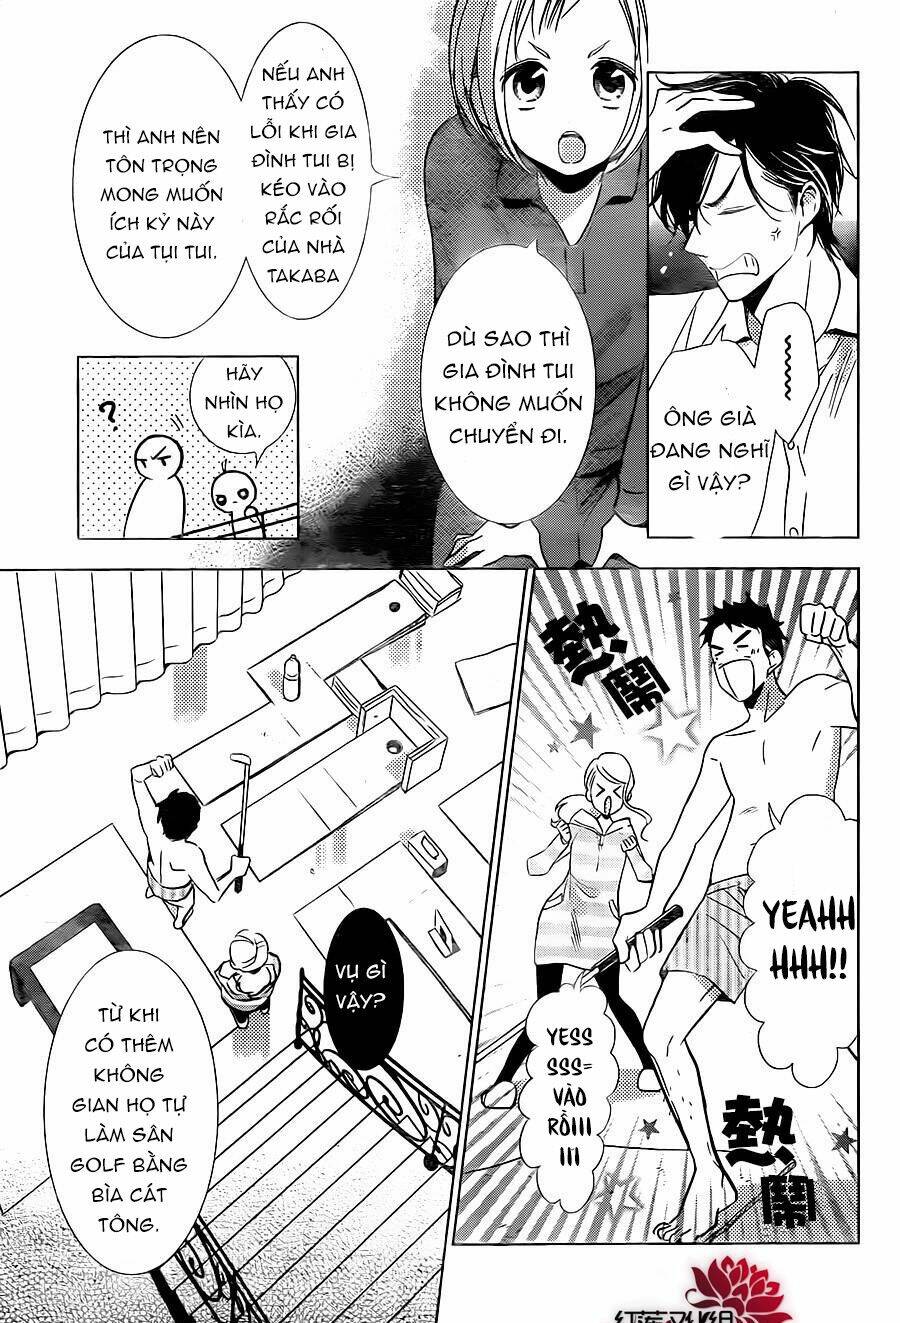 ÔNG GIÀ
ĐANG NGHĨ
GÌ VẬY?
NẾU ANH
THẤY CÓ
LỖI KHI GIA
ĐÌNH TUI BỊ
KÉO VÀO
RẮC RỐI
CỦA NHÀ
TAKABA
THÌ ANH NÊN
TÔN TRỌNG
MONG MUỐN
ÍCH KỶ NÀY
CỦA TỤI TUI.
DÙ SAO THÌ
GIA ĐÌNH TUI
KHÔNG MUỐN
CHUYỂN ĐI.
HÃY
NHÌN HỌ
KÌA.
?
熱
鬧
YEAHH
HHH!!
YESS
SSS=
VÀO
RỒIIII
III
熱
鬧
VỤ GÌ
VẬY?
TỪ KHI
CÓ THÊM
KHÔNG
GIAN HỌ TỰ
LÀM SÂN
GOLF BẰNG
BÌA CÁT
TÔNG.